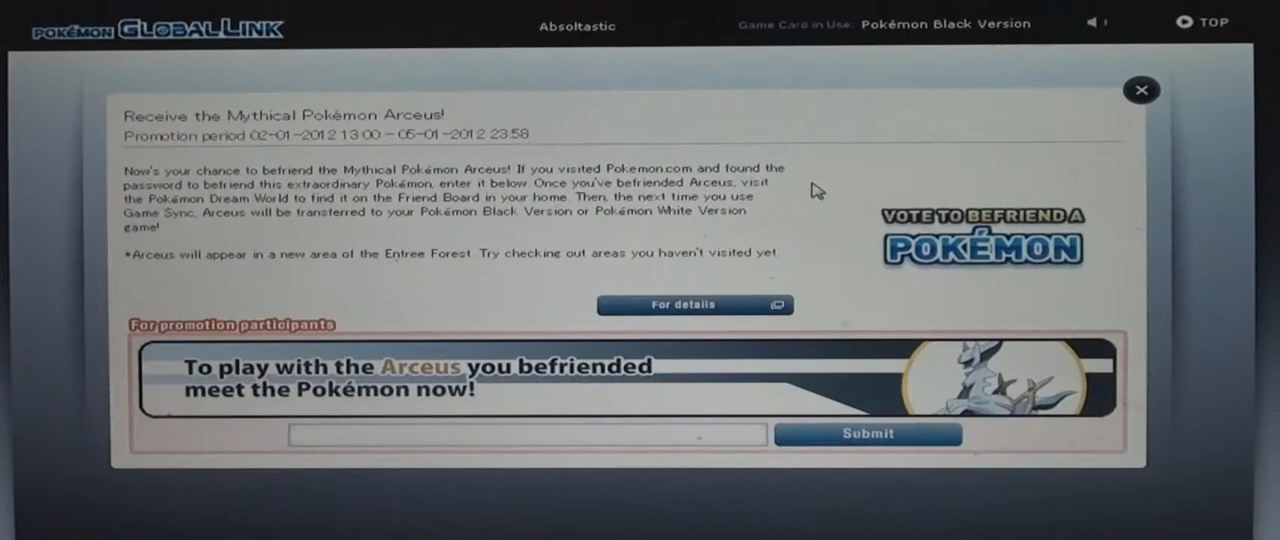 POKéMON GLOBAL LINK
Absoltastic
Game Card in Use: Pokémon Black Version
TOP
Receive the Mythical Pokémon Arceus!
Promotion period 02-01-2012 13:00 - 05-01-2012 23:58
Now's your chance to befriend the Mythical Pokémon Arceus! If you visited Pokemon.com and found the
password to befriend this extraordinary Pokémon, enter it below. Once you've befriended Arceus, visit
the Pokémon Dream World to find it on the Friend Board in your home. Then, the next time you use
Game Sync, Arceus will be transferred to your Pokémon Black Version or Pokémon White Version
game!
*Arceus will appear in a new area of the Entree Forest. Try checking out areas you haven't visited yet.
VOTE TO BEFRIEND A
POKÉMON
For details
For promotion participants
To play with the Arceus you befriended
meet the Pokémon now!
Submit